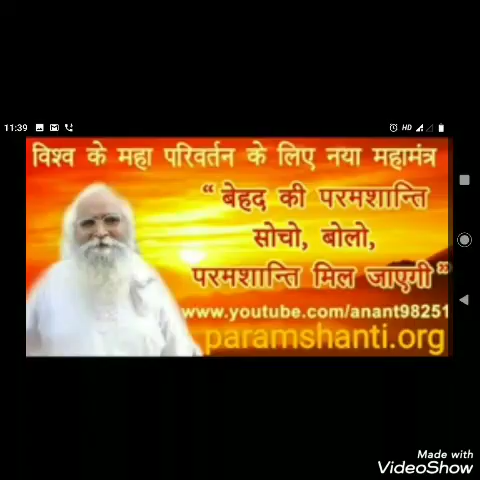 11:39
HD
विश्व के महा परिवर्तन के लिए नया महामंत्र
“ बेहद की परमशान्ति
सोचो, बोलो,
परमशान्ति मिल जाएगी ”
www.youtube.com/anant98251
paramshanti.org
Made with
VideoShow